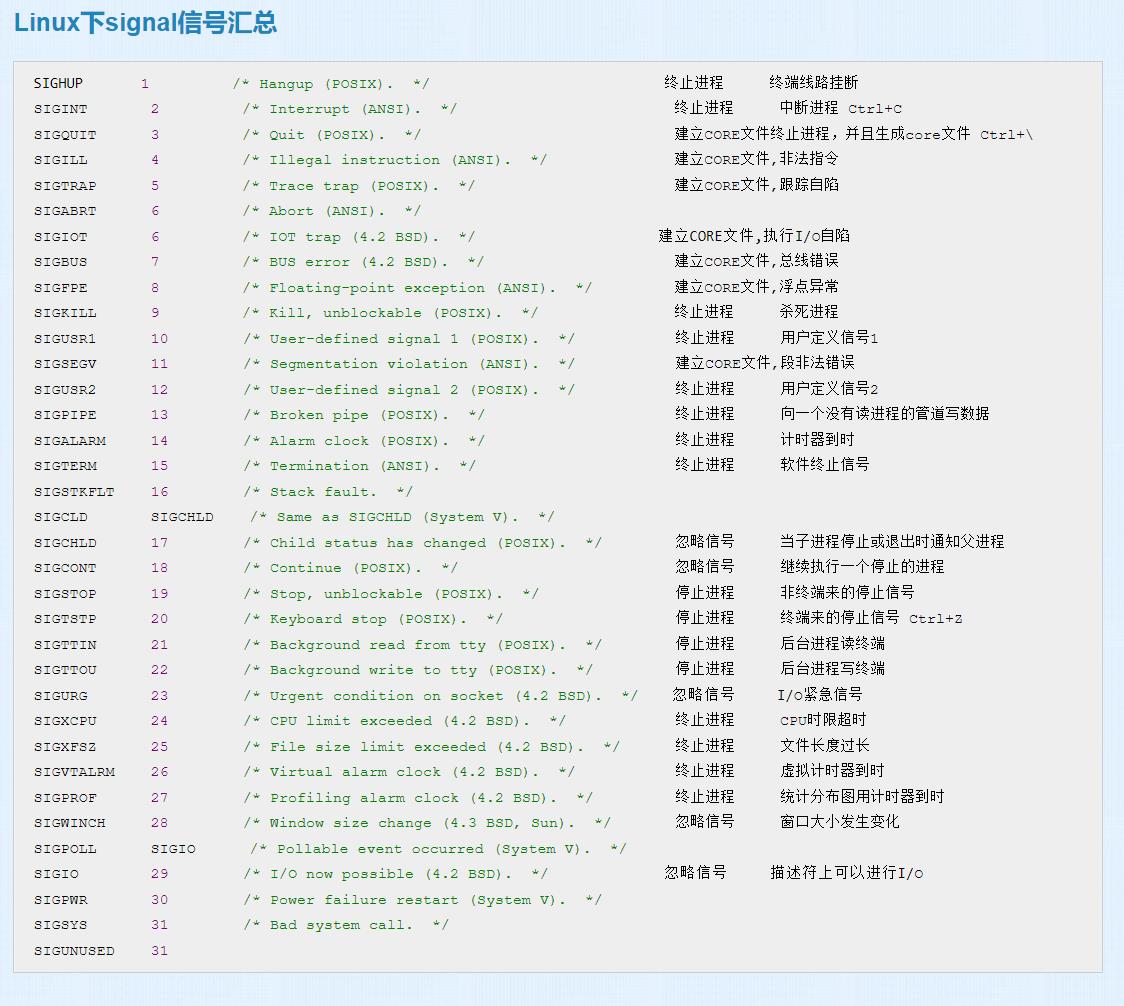 Linux下signal信号汇总
SIGHUP 1 /* Hangup (POSIX). */ 终止进程 终端线路挂断
SIGINT 2 /* Interrupt (ANSI). */ 终止进程 中断进程 Ctrl+C
SIGQUIT 3 /* Quit (POSIX). */ 建立CORE文件终止进程，并且生成core文件 Ctrl+\
SIGILL 4 /* Illegal instruction (ANSI). */ 建立CORE文件,非法指令
SIGTRAP 5 /* Trace trap (POSIX). */ 建立CORE文件,跟踪自陷
SIGABRT 6 /* Abort (ANSI). */
SIGIOT 6 /* IOT trap (4.2 BSD). */ 建立CORE文件,执行I/O自陷
SIGBUS 7 /* BUS error (4.2 BSD). */ 建立CORE文件,总线错误
SIGFPE 8 /* Floating-point exception (ANSI). */ 建立CORE文件,浮点异常
SIGKILL 9 /* Kill, unblockable (POSIX). */ 终止进程 杀死进程
SIGUSR1 10 /* User-defined signal 1 (POSIX). */ 终止进程 用户定义信号1
SIGSEGV 11 /* Segmentation violation (ANSI). */ 建立CORE文件,段非法错误
SIGUSR2 12 /* User-defined signal 2 (POSIX). */ 终止进程 用户定义信号2
SIGPIPE 13 /* Broken pipe (POSIX). */ 终止进程 向一个没有读进程的管道写数据
SIGALARM 14 /* Alarm clock (POSIX). */ 终止进程 计时器到时
SIGTERM 15 /* Termination (ANSI). */ 终止进程 软件终止信号
SIGSTKFLT 16 /* Stack fault. */
SIGCLD SIGCHLD /* Same as SIGCHLD (System V). */
SIGCHLD 17 /* Child status has changed (POSIX). */ 忽略信号 当子进程停止或退出时通知父进程
SIGCONT 18 /* Continue (POSIX). */ 忽略信号 继续执行一个停止的进程
SIGSTOP 19 /* Stop, unblockable (POSIX). */ 停止进程 非终端来的停止信号
SIGTSTP 20 /* Keyboard stop (POSIX). */ 停止进程 终端来的停止信号 Ctrl+Z
SIGTTIN 21 /* Background read from tty (POSIX). */ 停止进程 后台进程读终端
SIGTTOU 22 /* Background write to tty (POSIX). */ 停止进程 后台进程写终端
SIGURG 23 /* Urgent condition on socket (4.2 BSD). */ 忽略信号 I/O紧急信号
SIGXCPU 24 /* CPU limit exceeded (4.2 BSD). */ 终止进程 CPU时限超时
SIGXFSZ 25 /* File size limit exceeded (4.2 BSD). */ 终止进程 文件长度过长
SIGVTALRM 26 /* Virtual alarm clock (4.2 BSD). */ 终止进程 虚拟计时器到时
SIGPROF 27 /* Profiling alarm clock (4.2 BSD). */ 终止进程 统计分布图用计时器到时
SIGWINCH 28 /* Window size change (4.3 BSD, Sun). */ 忽略信号 窗口大小发生变化
SIGPOLL SIGIO /* Pollable event occurred (System V). */
SIGIO 29 /* I/O now possible (4.2 BSD). */ 忽略信号 描述符上可以进行I/O
SIGPWR 30 /* Power failure restart (System V). */
SIGSYS 31 /* Bad system call. */
SIGUNUSED 31